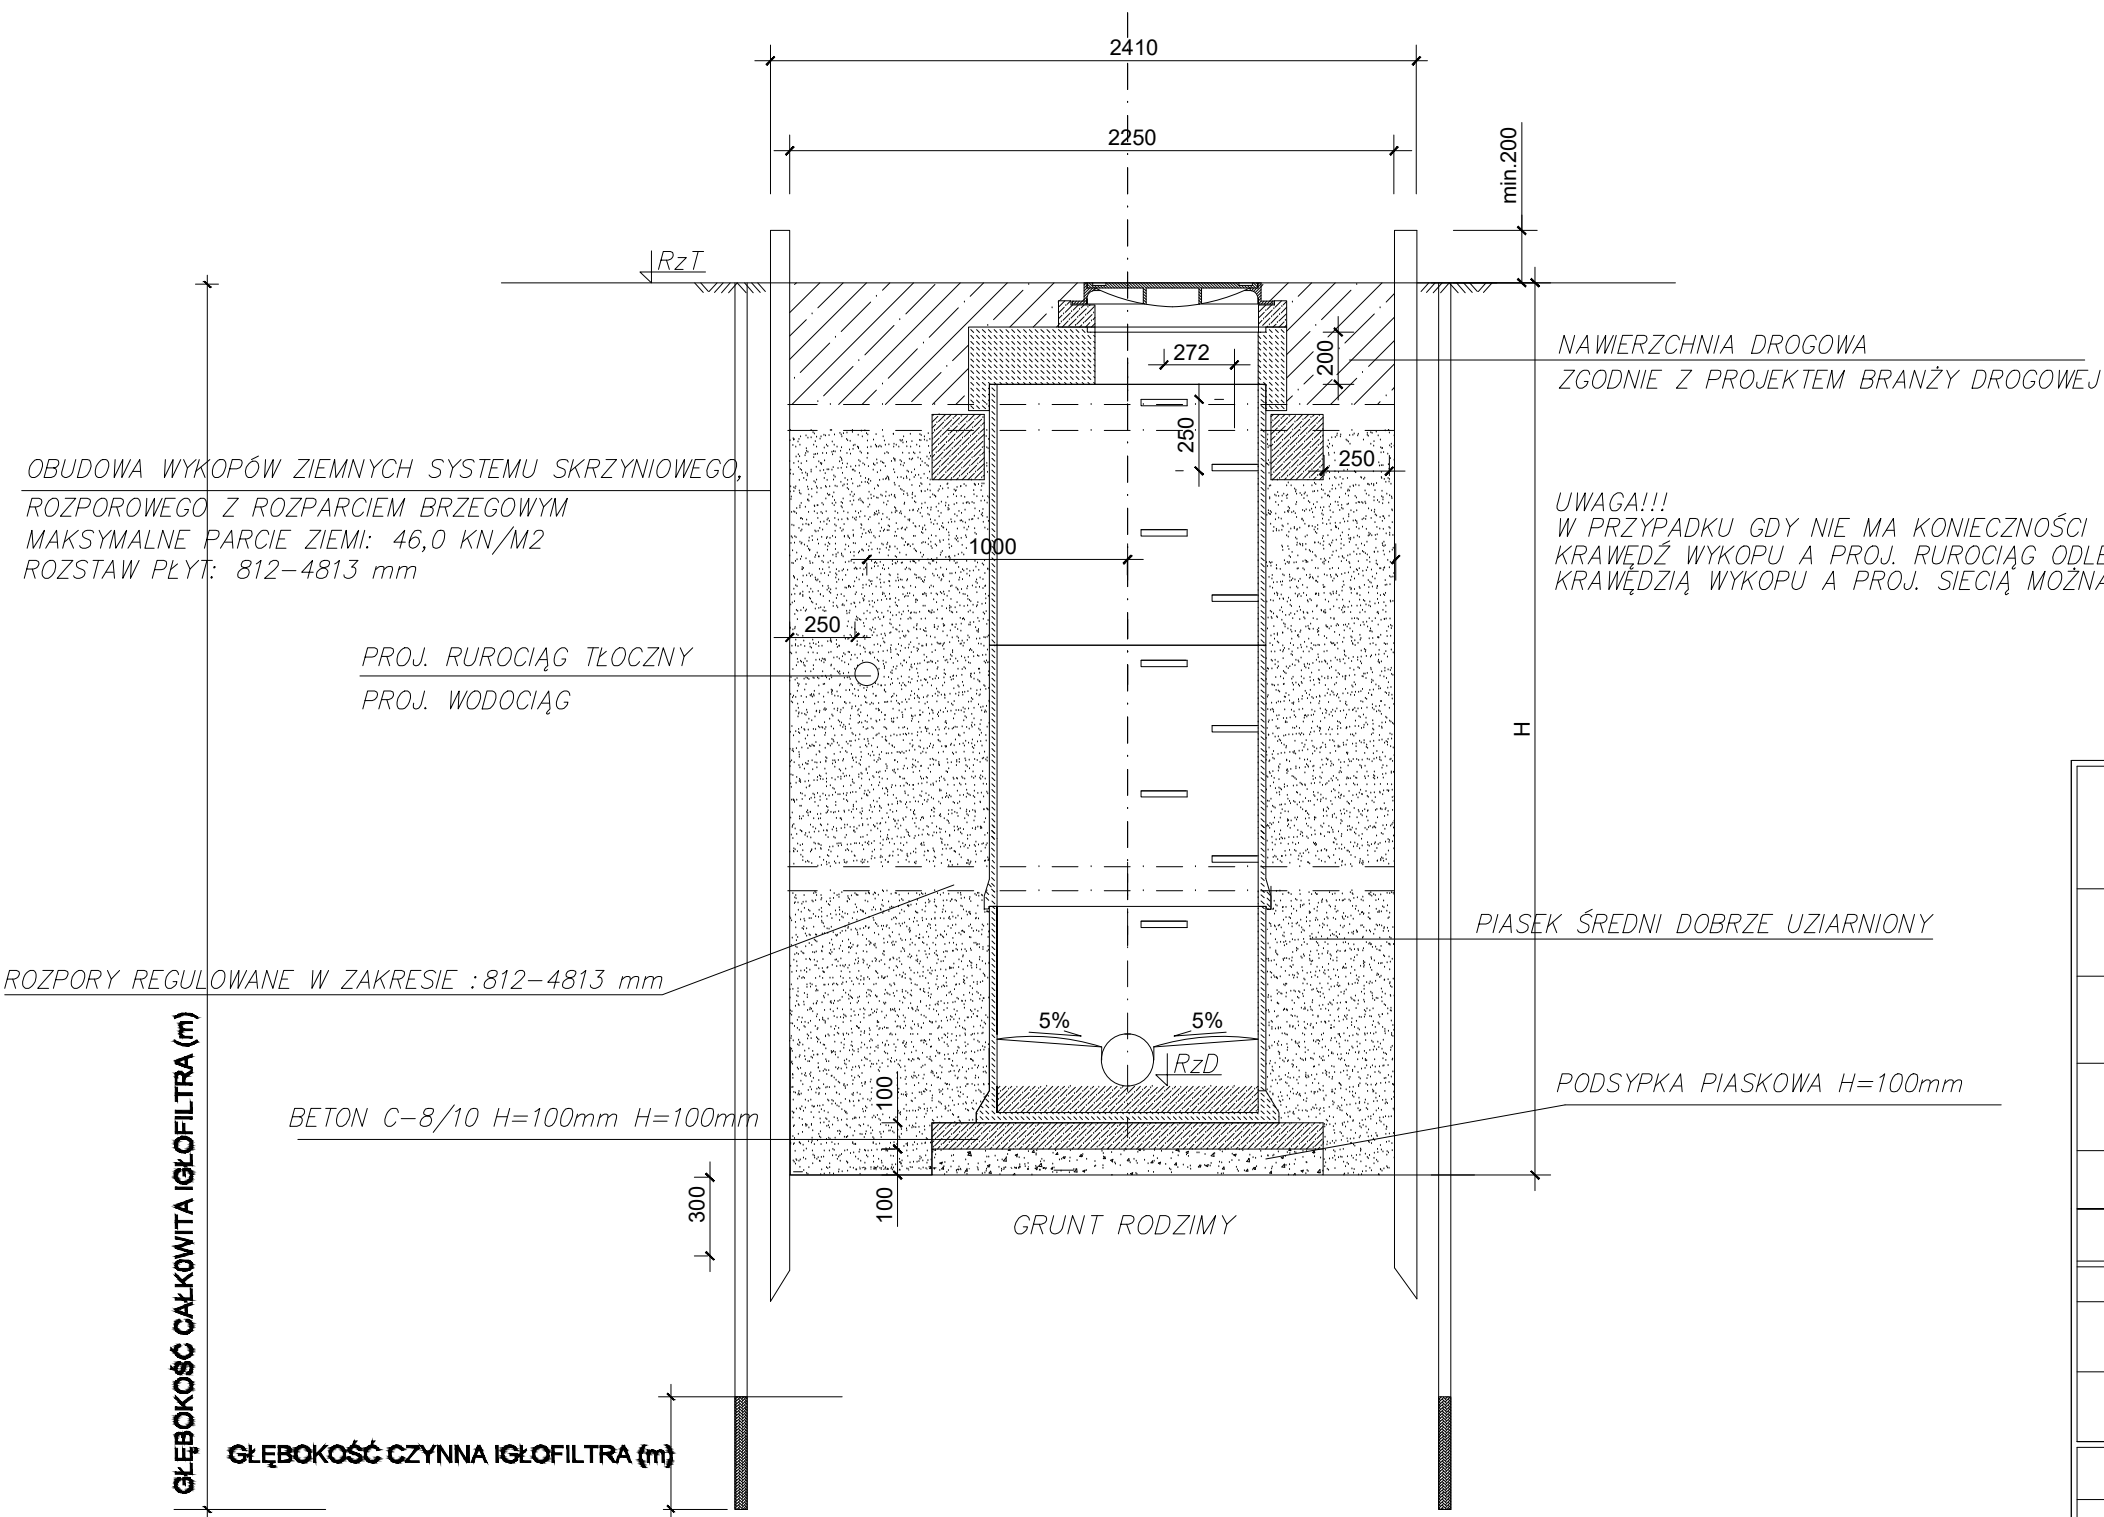 2410
2250
min.200
RzT
272
200
NAWIERZCHNIA DROGOWA
ZGODNIE Z PROJEKTEM BRANŻY DROGOWEJ
250
250
OBUDOWA WYKOPÓW ZIEMNYCH SYSTEMU SKRZYNIOWEGO,
ROZPOROWEGO Z ROZPARCIEM BRZEGOWYM
MAKSYMALNE PARCIE ZIEMI: 46,0 KN/M2
ROZSTAW PŁYT: 812-4813 mm
UWAGA!!!
W PRZYPADKU GDY NIE MA KONIECZNOŚCI
KRAWĘDŹ WYKOPU A PROJ. RUROCIĄG ODLE
KRAWĘDZIĄ WYKOPU A PROJ. SIECIĄ MOŻNA
1000
250
PROJ. RUROCIĄG TŁOCZNY
PROJ. WODOCIĄG
H
PIASEK ŚREDNI DOBRZE UZIARNIONY
ROZPORY REGULOWANE W ZAKRESIE :812-4813 mm
5%
5%
RzD
PODSYPKA PIASKOWA H=100mm
100
BETON C-8/10 H=100mm H=100mm
300
100
GRUNT RODZIMY
GŁĘBOKOŚĆ CAŁKOWITA IGŁOFILTRA (m)
GŁĘBOKOŚĆ CZYNNA IGŁOFILTRA (m)